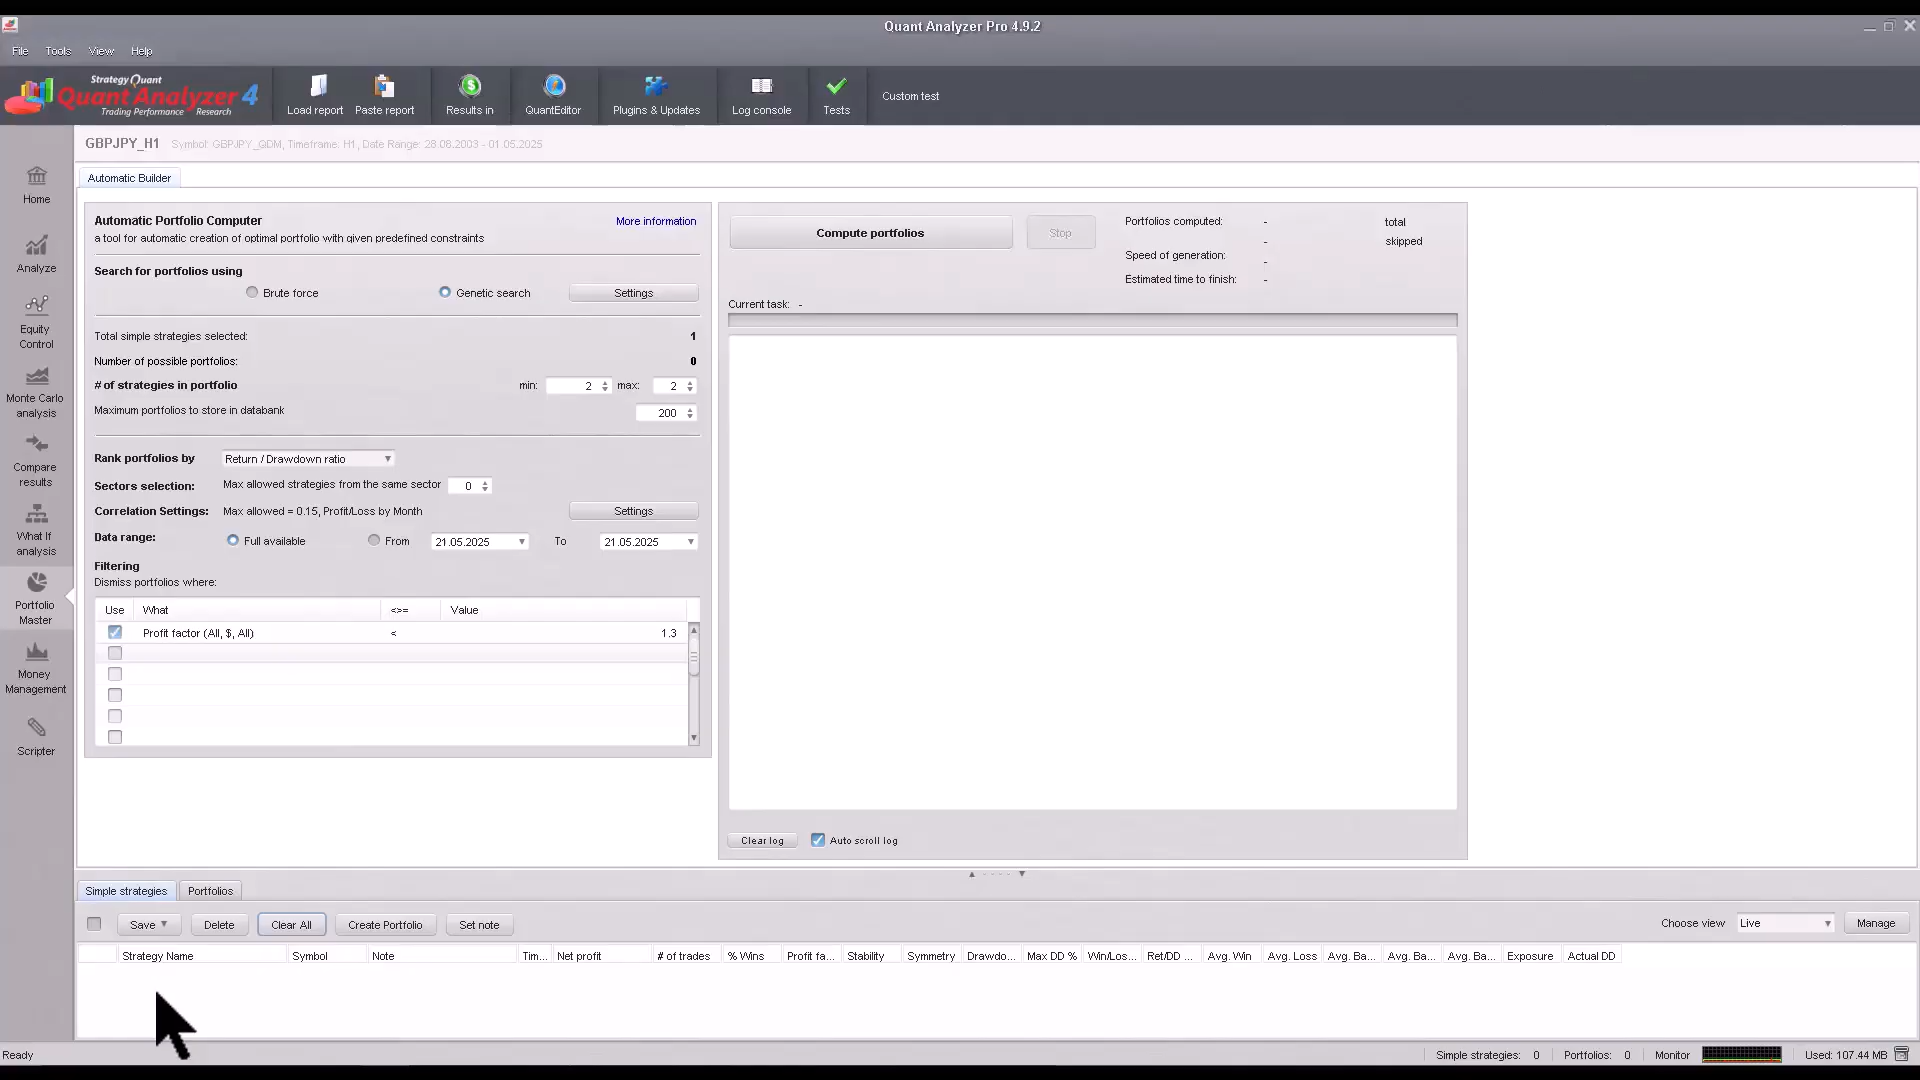 Quant Analyzer Pro 4.9.2
File Tools View Help
Strategy Quant
Quant Analyzer 4
Trading Performance Research
Load report Paste report Results in QuantEditor Plugins & Updates Log console Tests Custom test
GBPJPY_H1 Symbol: GBPJPY_QDM, Timeframe: H1, Date Range: 28.08.2003 - 01.05.2025
Automatic Builder
Home
Analyze
Equity
Control
Monte Carlo
analysis
Compare
results
What If
analysis
Portfolio
Master
Money
Management
Scripter
Automatic Portfolio Computer More information
a tool for automatic creation of optimal portfolio with given predefined constraints
Search for portfolios using
Brute force Genetic search Settings
Total simple strategies selected: 1
Number of possible portfolios: 0
# of strategies in portfolio min: 2 max: 2
Maximum portfolios to store in databank 200
Rank portfolios by Return / Drawdown ratio
Sectors selection: Max allowed strategies from the same sector 0
Correlation Settings: Max allowed = 0.15, Profit/Loss by Month Settings
Data range: Full available From 21.05.2025 To 21.05.2025
Filtering
Dismiss portfolios where:
Use What <>= Value
Profit factor (All, $, All) < 1.3
Compute portfolios Stop
Portfolios computed: - total
- skipped
Speed of generation: -
Estimated time to finish: -
Current task: -
Clear log Auto scroll log
Simple strategies Portfolios
Save Delete Clear All Create Portfolio Set note Choose view Live Manage
Strategy Name Symbol Note Tim... Net profit # of trades % Wins Profit fa... Stability Symmetry Drawdo... Max DD % Win/Los... Ret/DD ... Avg. Win Avg. Loss Avg. Ba... Avg. Ba... Avg. Ba... Exposure Actual DD
Ready Simple strategies: 0 Portfolios: 0 Monitor Used: 107.44 MB